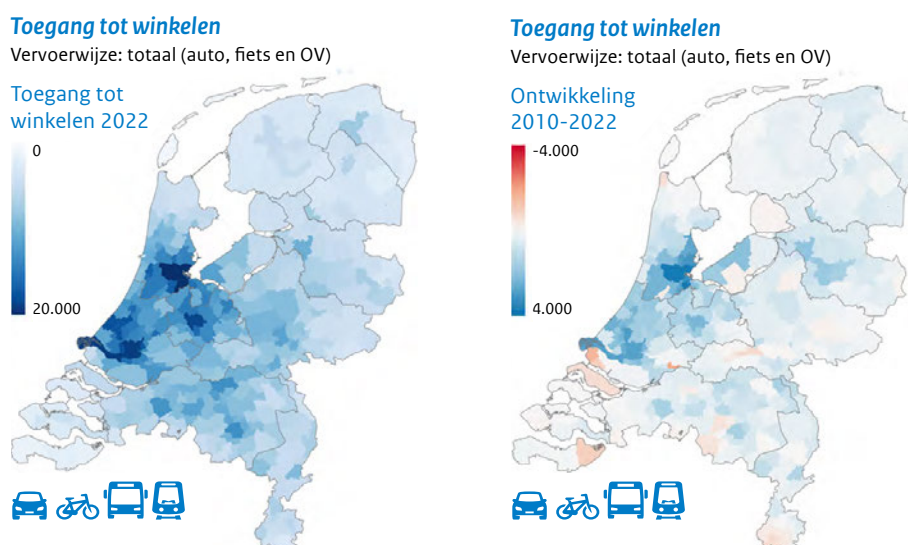 Toegang tot winkelen
Vervoerwijze: totaal (auto, fiets en OV)
Toegang tot
winkelen 2022
0
20.000
Toegang tot winkelen
Vervoerwijze: totaal (auto, fiets en OV)
Ontwikkeling
2010-2022
-4.000
4.000